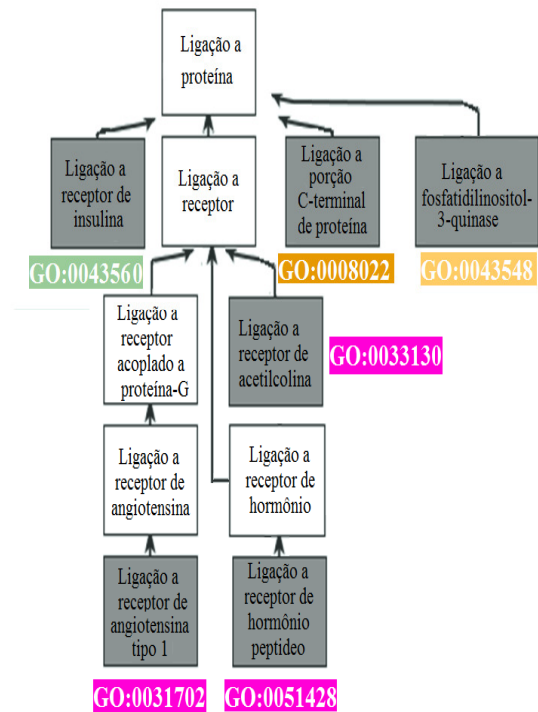 Ligação a
proteína
Ligação a
receptor de
insulina
Ligação a
receptor
Ligação a
porção
C-terminal
de proteína
Ligação a
fosfatidilinositol-
3-quinase
GO:0043560
GO:0008022
GO:0043548
Ligação a
receptor
acoplado a
proteína-G
Ligação a
receptor de
acetilcolina
GO:0033130
Ligação a
receptor de
angiotensina
Ligação a
receptor de
hormônio
Ligação a
receptor de
angiotensina
tipo 1
Ligação a
receptor de
hormônio
peptideo
GO:0031702
GO:0051428